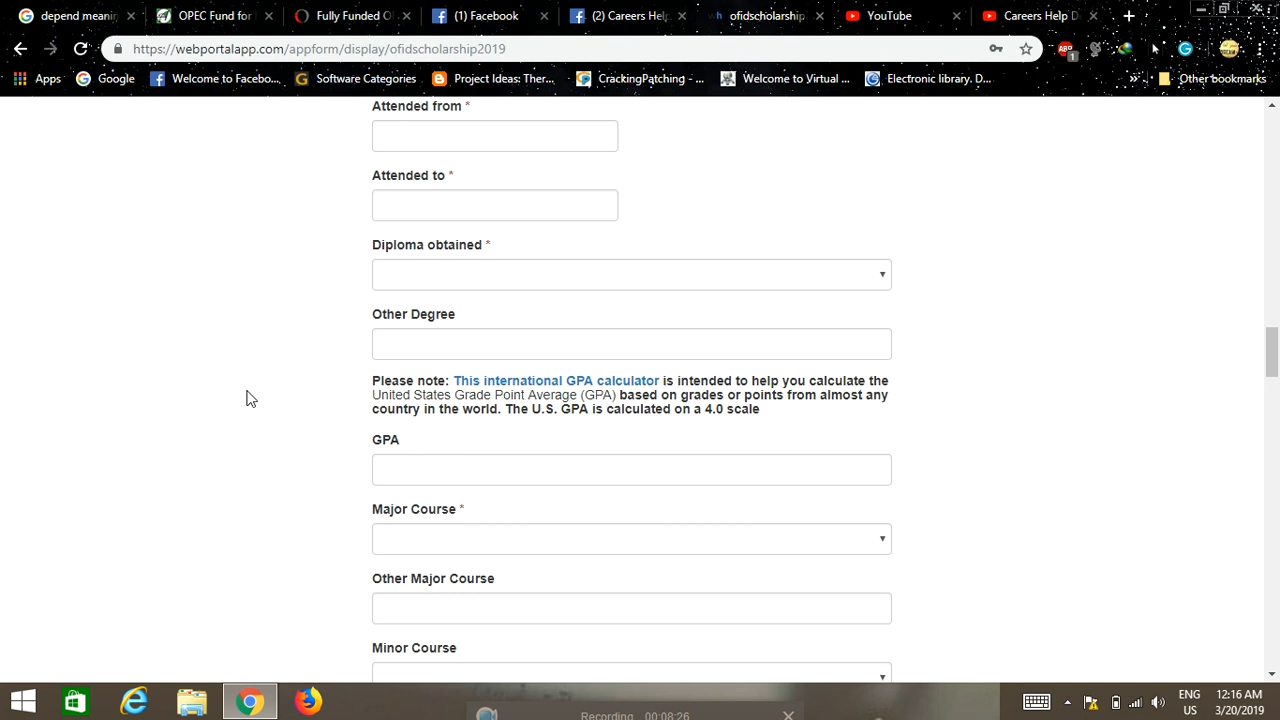 depend meanin
OPEC Fund for
Fully Funded O
(1) Facebook
(2) Careers Help
ofidscholarship
YouTube
Careers Help D
https://webportalapp.com/appform/display/ofidscholarship2019
ABP
1
Apps
Google
Welcome to Facebo...
Software Categories
Project Ideas: Ther...
CrackingPatching - ...
Welcome to Virtual ...
Electronic library. D...
Other bookmarks
Attended from *
Attended to *
Diploma obtained *
Other Degree
Please note: This international GPA calculator is intended to help you calculate the
United States Grade Point Average (GPA) based on grades or points from almost any
country in the world. The U.S. GPA is calculated on a 4.0 scale
GPA
Major Course *
Other Major Course
Minor Course
ENG
US
12:16 AM
3/20/2019
Recording 00:08:26